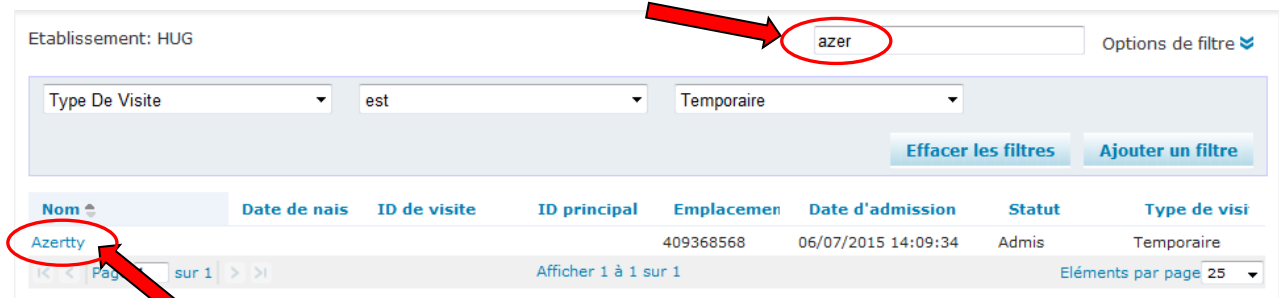 Etablissement: HUG azer Options de filtre
Type De Visite est Temporaire
Effacer les filtres Ajouter un filtre
Nom Date de nais ID de visite ID principal Emplacemen Date d'admission Statut Type de visi
Azertty 409368568 06/07/2015 14:09:34 Admis Temporaire
sur 1 Afficher 1 à 1 sur 1 Eléments par page 25